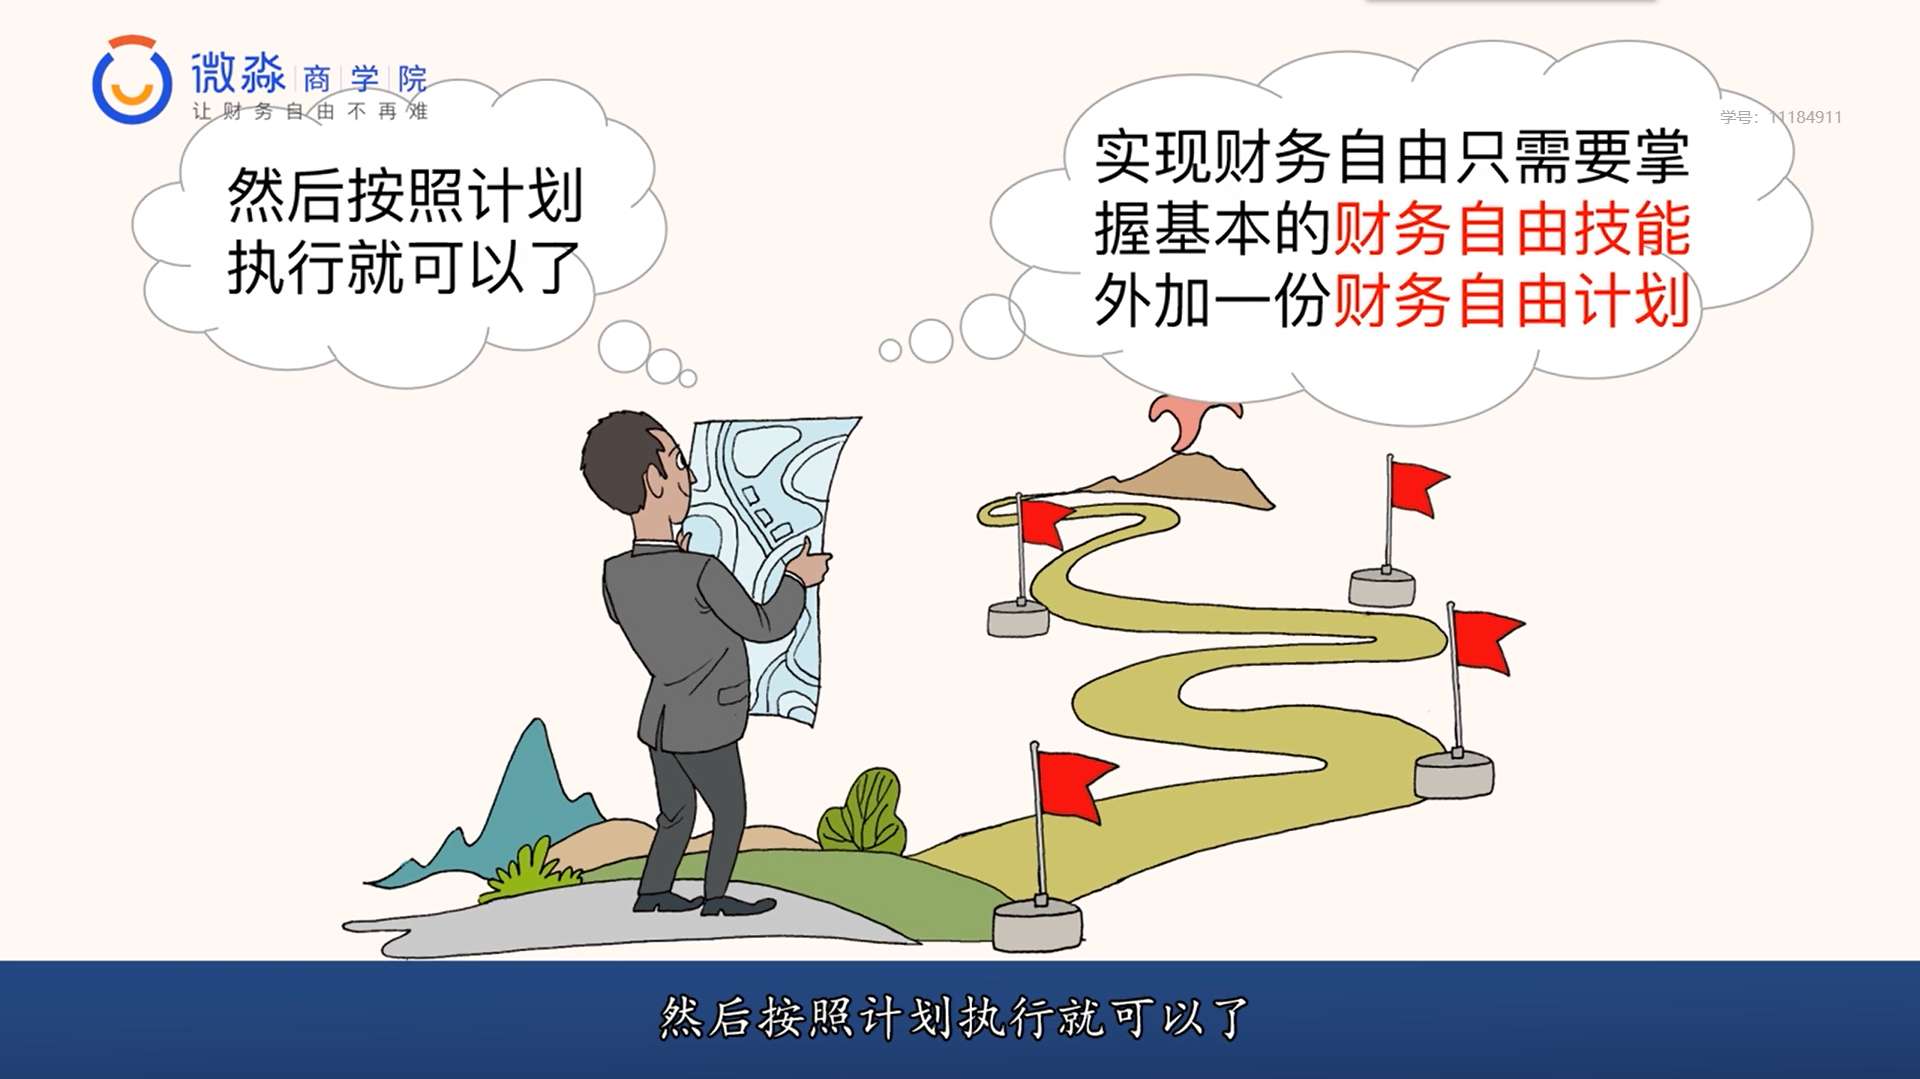 微淼商学院
让财务自由不再难
学号：11184911
然后按照计划
执行就可以了
实现财务自由只需要掌
握基本的财务自由技能
外加一份财务自由计划
然后按照计划执行就可以了